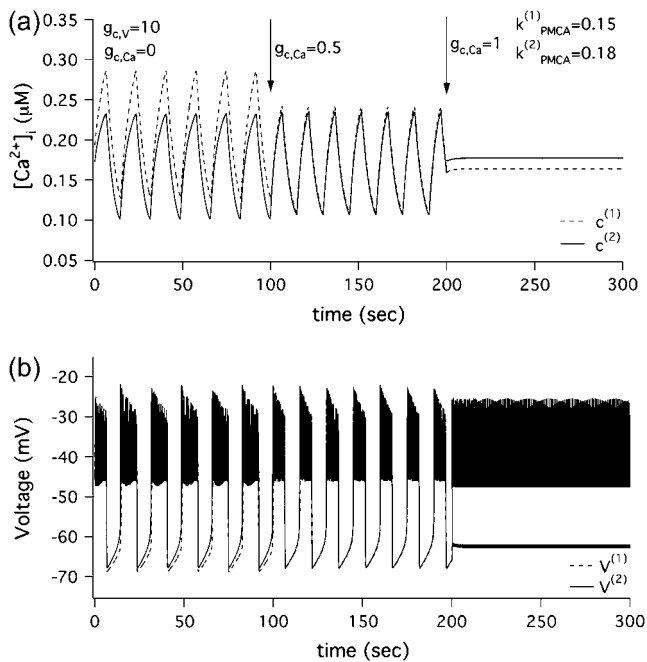 (a)
g_c,V=10
g_c,Ca=0
g_c,Ca=0.5
g_c,Ca=1
k^(1)_PMCA=0.15
k^(2)_PMCA=0.18
[Ca²⁺]_i (μM)
0.35
0.30
0.25
0.20
0.15
0.10
0.05
c^(1)
c^(2)
0 50 100 150 200 250 300
time (sec)
(b)
Voltage (mV)
-20
-30
-40
-50
-60
-70
V^(1)
V^(2)
0 50 100 150 200 250 300
time (sec)